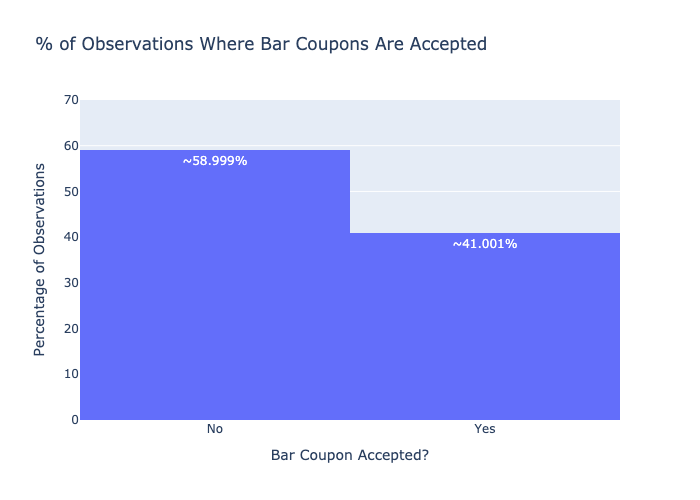 % of Observations Where Bar Coupons Are Accepted
70
60
50
40
30
20
10
0
Percentage of Observations
~58.999%
~41.001%
No
Yes
Bar Coupon Accepted?